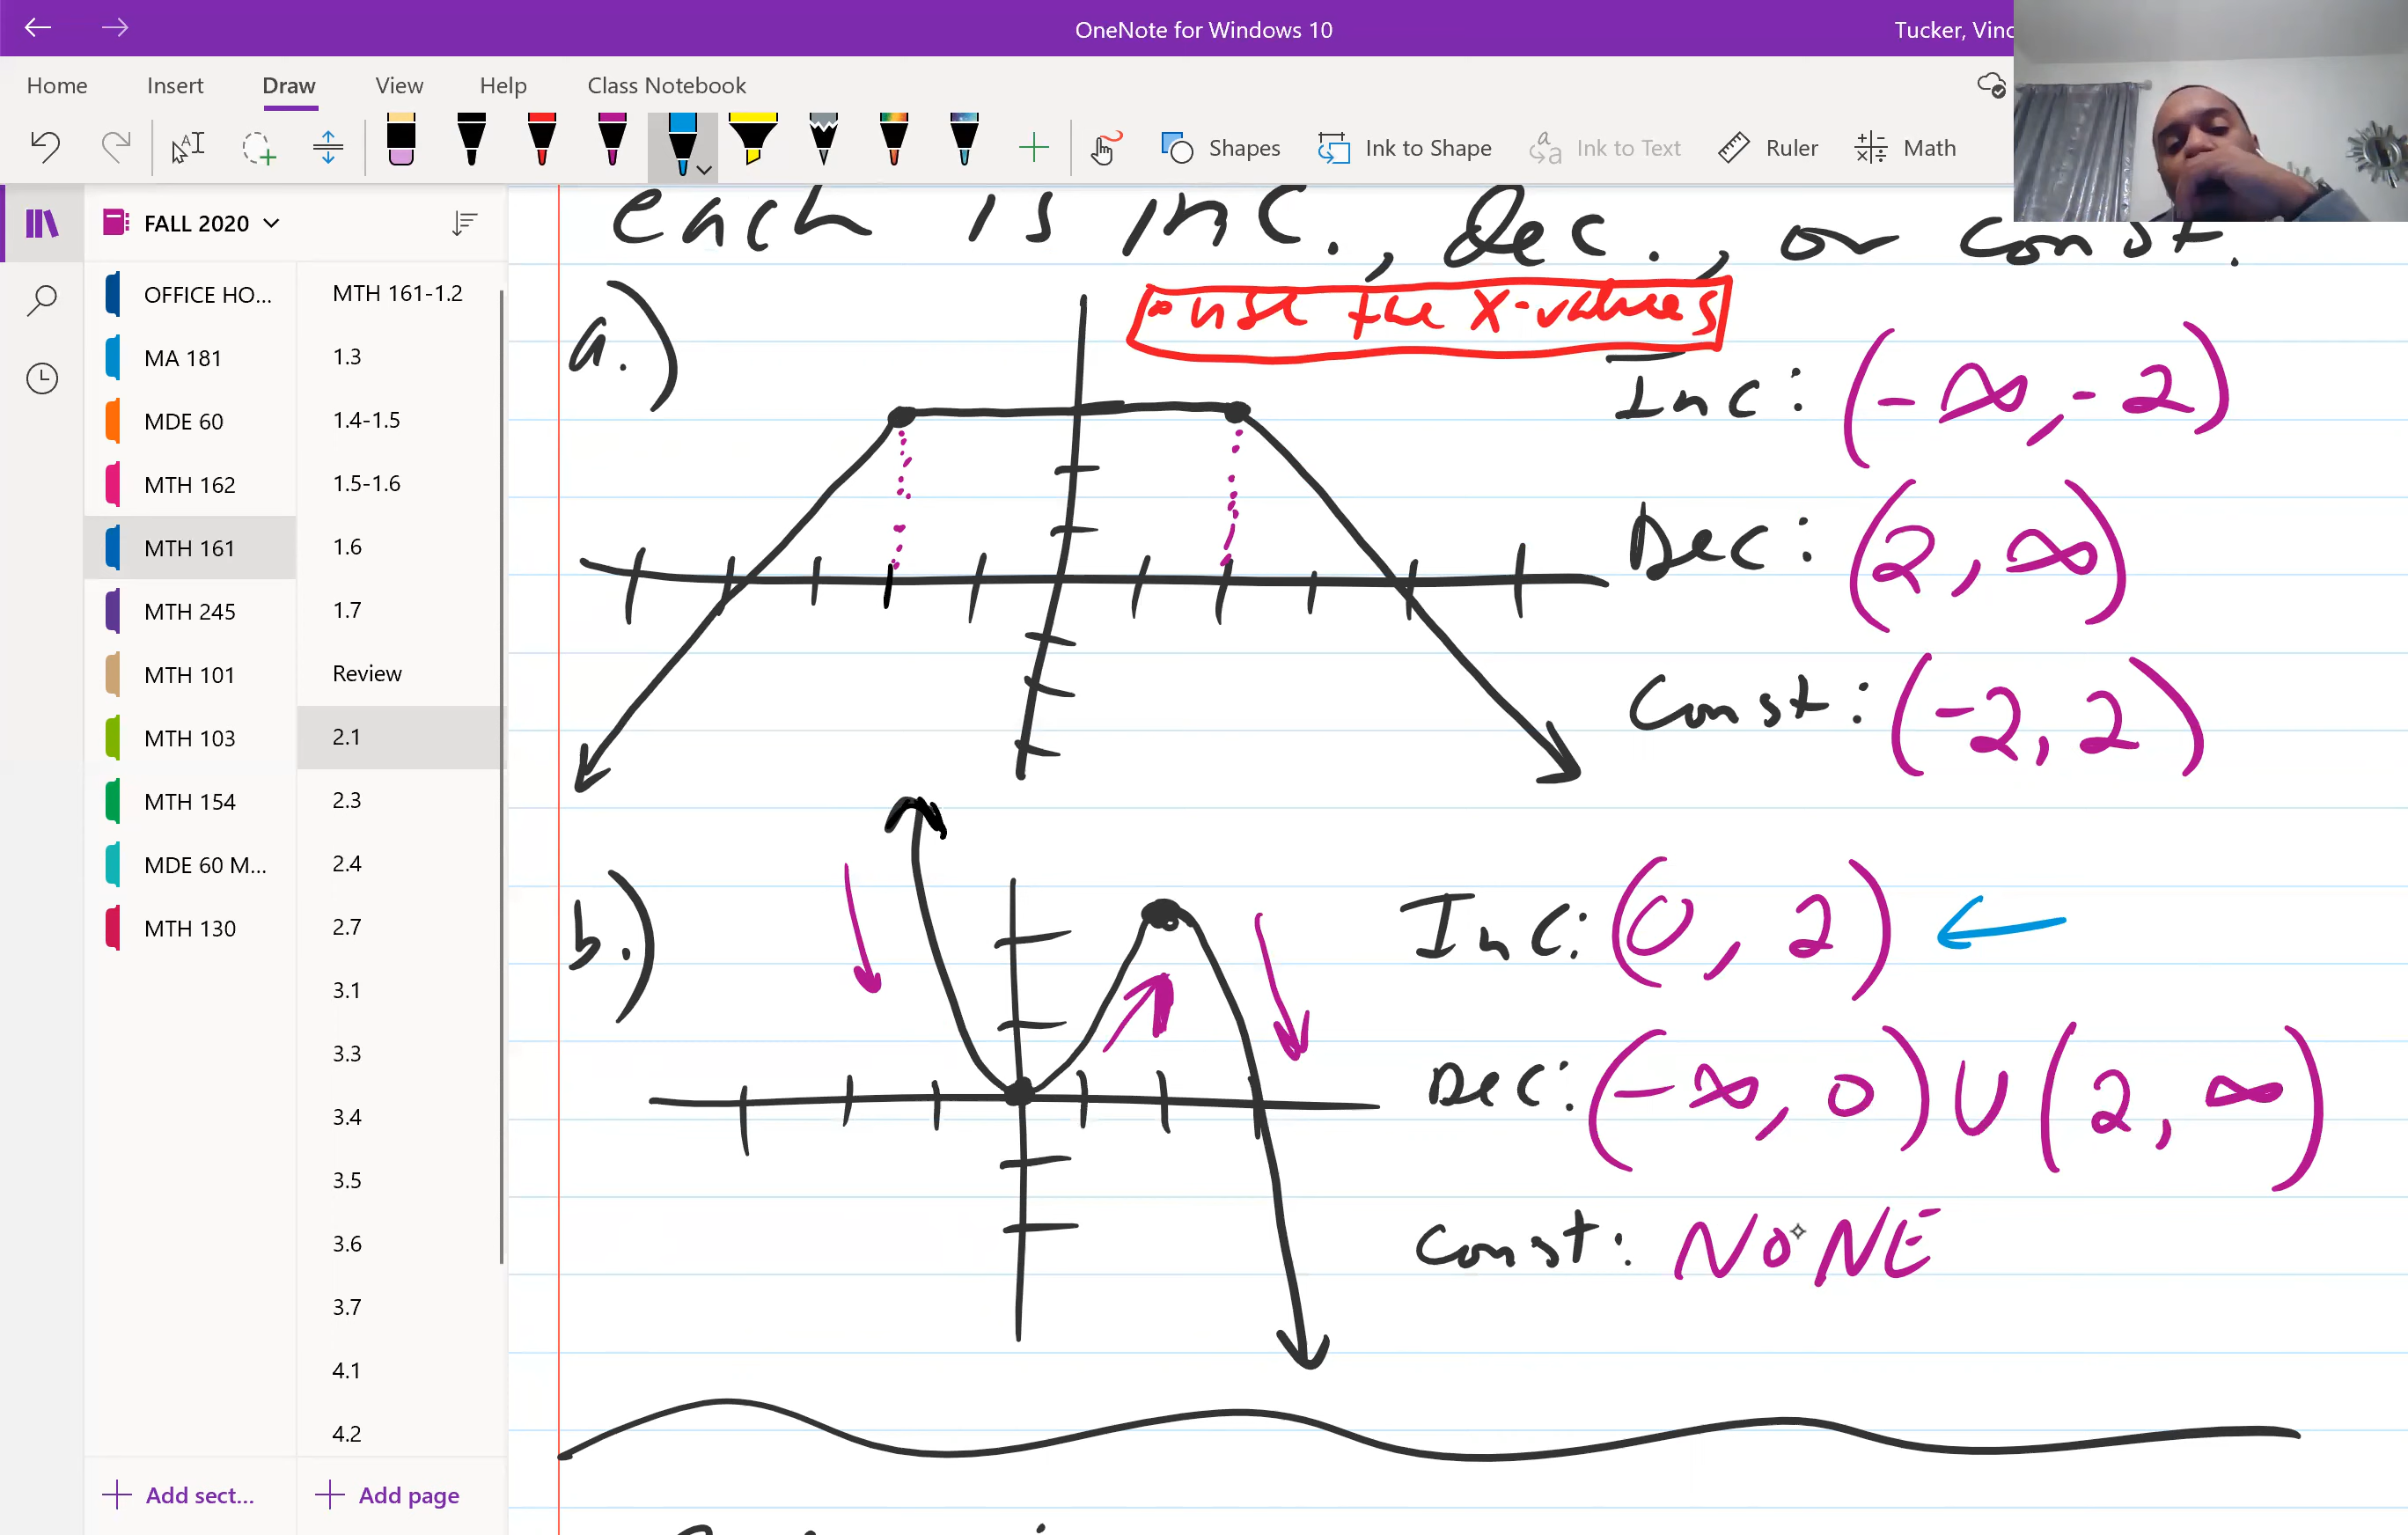 OneNote for Windows 10
Tucker, Vinc
Home Insert Draw View Help Class Notebook
Shapes Ink to Shape Ink to Text Ruler Math
FALL 2020
OFFICE HO...
MA 181
MDE 60
MTH 162
MTH 161
MTH 245
MTH 101
MTH 103
MTH 154
MDE 60 M...
MTH 130
Add sect...
MTH 161-1.2
1.3
1.4-1.5
1.5-1.6
1.6
1.7
Review
2.1
2.3
2.4
2.7
3.1
3.3
3.4
3.5
3.6
3.7
4.1
4.2
Add page
each is inc., Dec., or const.
use the x-values
a.)
Inc: (-∞, -2)
Dec: (2, ∞)
Const: (-2, 2)
b.)
Inc: (0, 2)
Dec: (-∞, 0) ∪ (2, ∞)
Const: NONE